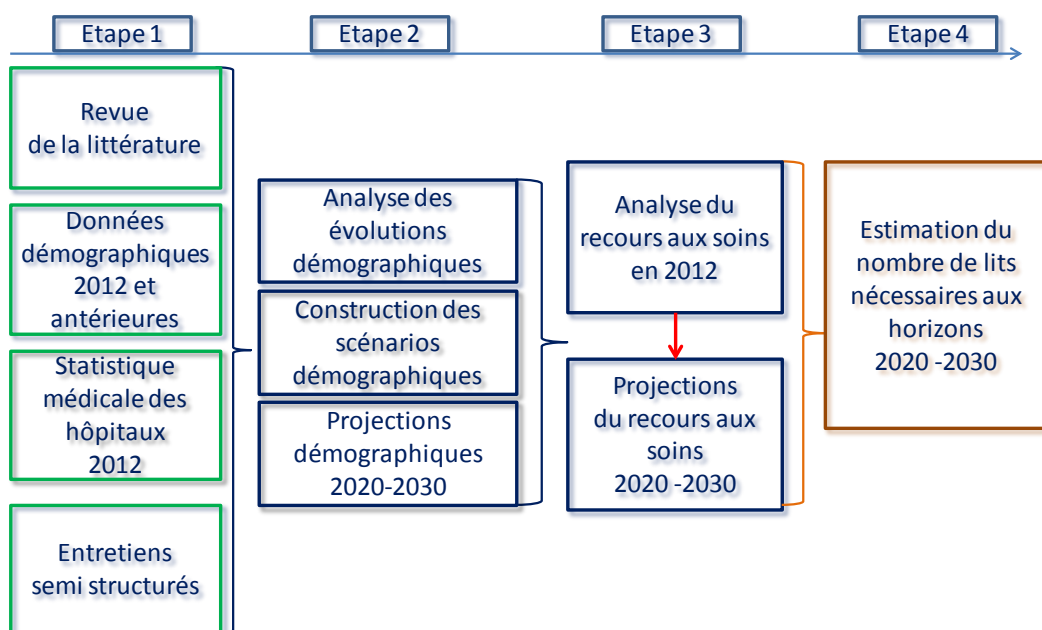 Etape 1
Etape 2
Etape 3
Etape 4
Revue
de la littérature
Données
démographiques
2012 et
antérieures
Statistique
médicale des
hôpitaux
2012
Entretiens
semi structurés
Analyse des
évolutions
démographiques
Construction des
scénarios
démographiques
Projections
démographiques
2020-2030
Analyse du
recours aux soins
en 2012
Projections
du recours aux
soins
2020 -2030
Estimation du
nombre de lits
nécessaires aux
horizons
2020 -2030